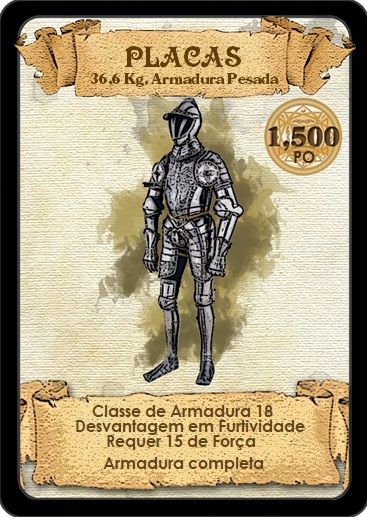 PLACAS
36,6 Kg, Armadura Pesada
1,500
PO
Classe de Armadura 18
Desvantagem em Furtividade
Requer 15 de Força
Armadura completa